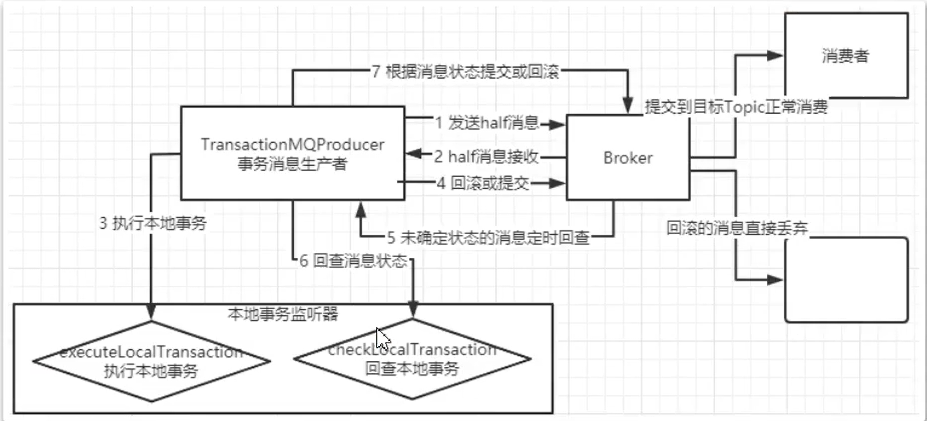 7 根据消息状态提交或回滚
消费者
提交到目标Topic正常消费
1 发送half消息
TransactionMQProducer
事务消息生产者
2 half消息接收
Broker
4 回滚或提交
3 执行本地事务
回滚的消息直接丢弃
5 未确定状态的消息定时回查
6 回查消息状态
本地事务监听器
executeLocalTransaction
执行本地事务
checkLocalTransaction
回查本地事务